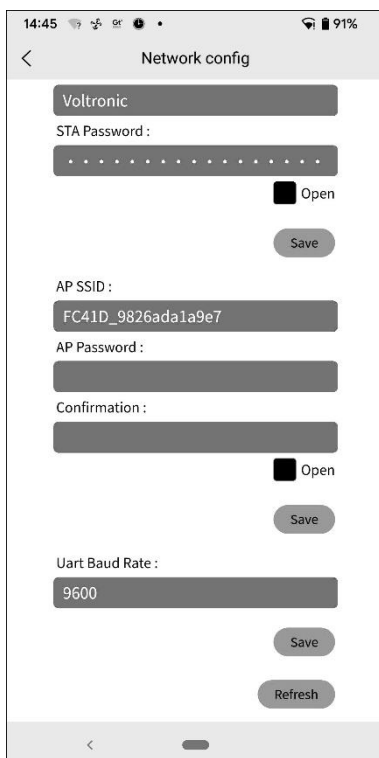 14:45 91%
Network config
Voltronic
STA Password :
Open
Save
AP SSID :
FC41D_9826ada1a9e7
AP Password :
Confirmation :
Open
Save
Uart Baud Rate :
9600
Save
Refresh